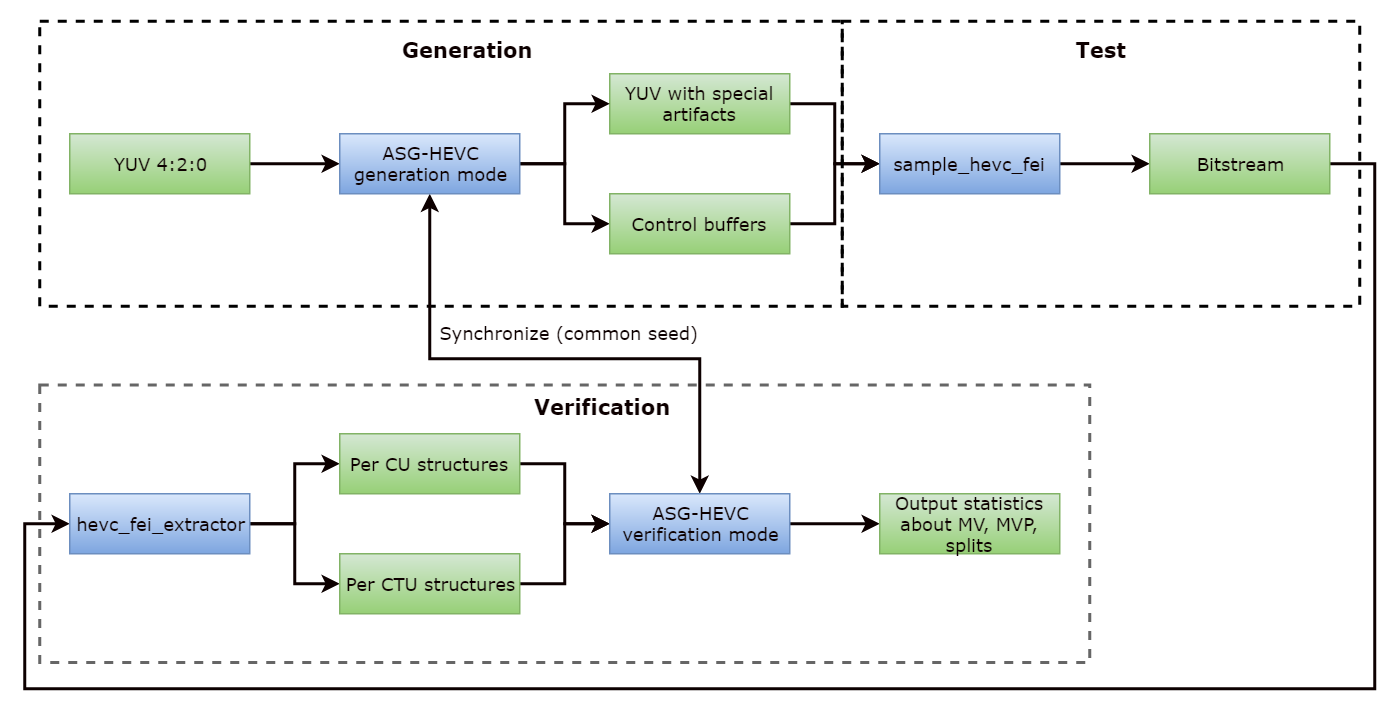 Generation
Test
YUV 4:2:0
ASG-HEVC
generation mode
YUV with special
artifacts
Control buffers
sample_hevc_fei
Bitstream
Synchronize (common seed)
Verification
hevc_fei_extractor
Per CU structures
Per CTU structures
ASG-HEVC
verification mode
Output statistics
about MV, MVP,
splits